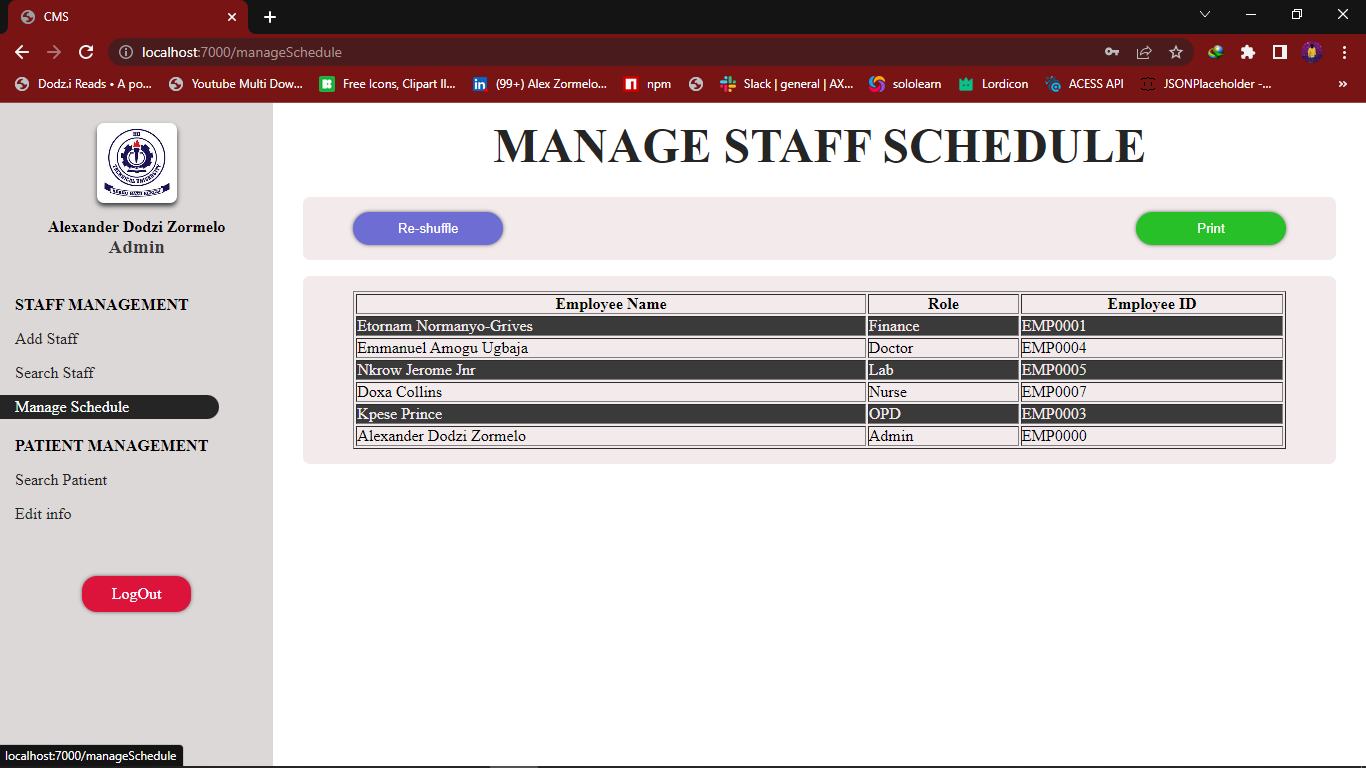 CMS
localhost:7000/manageSchedule
Dodz.i Reads • A po...
Youtube Multi Dow...
Free Icons, Clipart Il...
(99+) Alex Zormelo...
npm
Slack | general | AX...
sololearn
Lordicon
ACESS API
JSONPlaceholder -...
HO
TECHNICAL UNIVERSITY
Alexander Dodzi Zormelo
Admin
STAFF MANAGEMENT
Add Staff
Search Staff
Manage Schedule
PATIENT MANAGEMENT
Search Patient
Edit info
LogOut
MANAGE STAFF SCHEDULE
Re-shuffle Print
Employee Name Role Employee ID
Etornam Normanyo-Grives Finance EMP0001
Emmanuel Amogu Ugbaja Doctor EMP0004
Nkrow Jerome Jnr Lab EMP0005
Doxa Collins Nurse EMP0007
Kpese Prince OPD EMP0003
Alexander Dodzi Zormelo Admin EMP0000
localhost:7000/manageSchedule